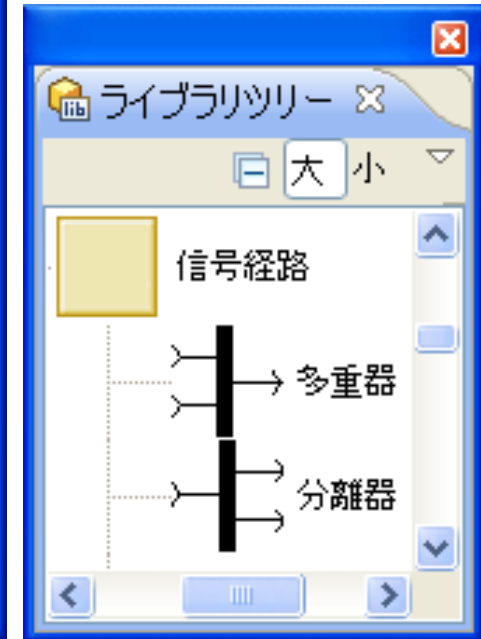 lib ライブラリツリー
大 小
信号経路
多重器
分離器